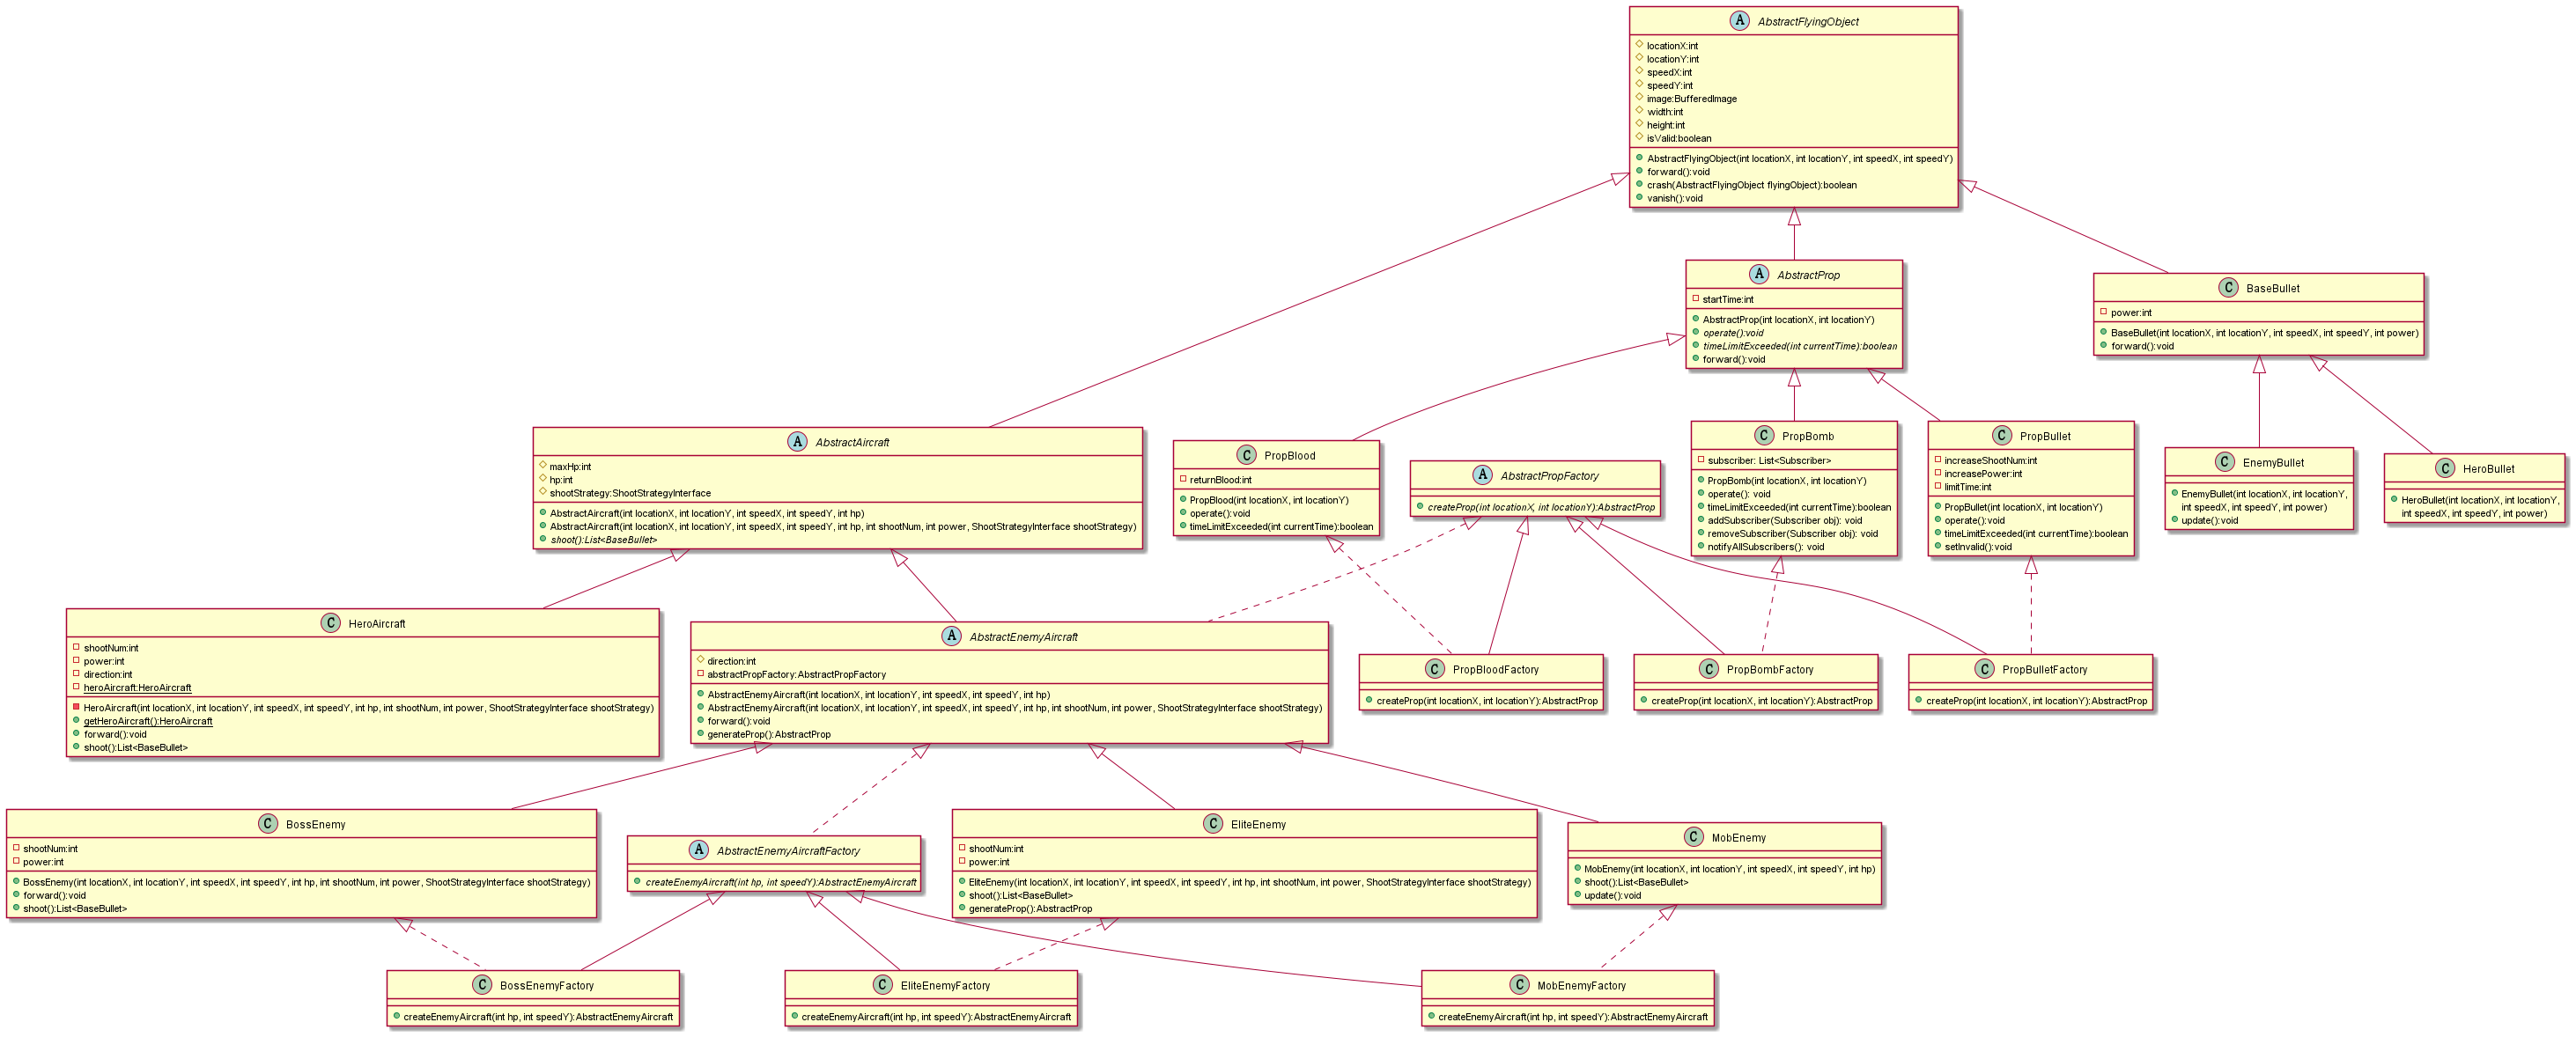 A AbstractFlyingObject
locationX:int
locationY:int
speedX:int
speedY:int
image:BufferedImage
width:int
height:int
isValid:boolean
AbstractFlyingObject(int locationX, int locationY, int speedX, int speedY)
forward():void
crash(AbstractFlyingObject flyingObject):boolean
vanish():void
A AbstractProp
startTime:int
AbstractProp(int locationX, int locationY)
operate():void
timeLimitExceeded(int currentTime):boolean
forward():void
C BaseBullet
power:int
BaseBullet(int locationX, int locationY, int speedX, int speedY, int power)
forward():void
A AbstractAircraft
maxHp:int
hp:int
shootStrategy:ShootStrategyInterface
AbstractAircraft(int locationX, int locationY, int speedX, int speedY, int hp)
AbstractAircraft(int locationX, int locationY, int speedX, int speedY, int hp, int shootNum, int power, ShootStrategyInterface shootStrategy)
shoot():List<BaseBullet>
C PropBlood
returnBlood:int
PropBlood(int locationX, int locationY)
operate():void
timeLimitExceeded(int currentTime):boolean
A AbstractPropFactory
createProp(int locationX, int locationY):AbstractProp
C PropBomb
subscriber: List<Subscriber>
PropBomb(int locationX, int locationY)
operate(): void
timeLimitExceeded(int currentTime):boolean
addSubscriber(Subscriber obj): void
removeSubscriber(Subscriber obj): void
notifyAllSubscribers(): void
C PropBullet
increaseShootNum:int
increasePower:int
limitTime:int
PropBullet(int locationX, int locationY)
operate():void
timeLimitExceeded(int currentTime):boolean
setInvalid():void
C EnemyBullet
EnemyBullet(int locationX, int locationY,
int speedX, int speedY, int power)
update():void
C HeroBullet
HeroBullet(int locationX, int locationY,
int speedX, int speedY, int power)
C HeroAircraft
shootNum:int
power:int
direction:int
heroAircraft:HeroAircraft
HeroAircraft(int locationX, int locationY, int speedX, int speedY, int hp, int shootNum, int power, ShootStrategyInterface shootStrategy)
getHeroAircraft():HeroAircraft
forward():void
shoot():List<BaseBullet>
A AbstractEnemyAircraft
direction:int
abstractPropFactory:AbstractPropFactory
AbstractEnemyAircraft(int locationX, int locationY, int speedX, int speedY, int hp)
AbstractEnemyAircraft(int locationX, int locationY, int speedX, int speedY, int hp, int shootNum, int power, ShootStrategyInterface shootStrategy)
forward():void
generateProp():AbstractProp
C PropBloodFactory
createProp(int locationX, int locationY):AbstractProp
C PropBombFactory
createProp(int locationX, int locationY):AbstractProp
C PropBulletFactory
createProp(int locationX, int locationY):AbstractProp
C BossEnemy
shootNum:int
power:int
BossEnemy(int locationX, int locationY, int speedX, int speedY, int hp, int shootNum, int power, ShootStrategyInterface shootStrategy)
forward():void
shoot():List<BaseBullet>
A AbstractEnemyAircraftFactory
createEnemyAircraft(int hp, int speedY):AbstractEnemyAircraft
C EliteEnemy
shootNum:int
power:int
EliteEnemy(int locationX, int locationY, int speedX, int speedY, int hp, int shootNum, int power, ShootStrategyInterface shootStrategy)
shoot():List<BaseBullet>
generateProp():AbstractProp
C MobEnemy
MobEnemy(int locationX, int locationY, int speedX, int speedY, int hp)
shoot():List<BaseBullet>
update():void
C BossEnemyFactory
createEnemyAircraft(int hp, int speedY):AbstractEnemyAircraft
C EliteEnemyFactory
createEnemyAircraft(int hp, int speedY):AbstractEnemyAircraft
C MobEnemyFactory
createEnemyAircraft(int hp, int speedY):AbstractEnemyAircraft